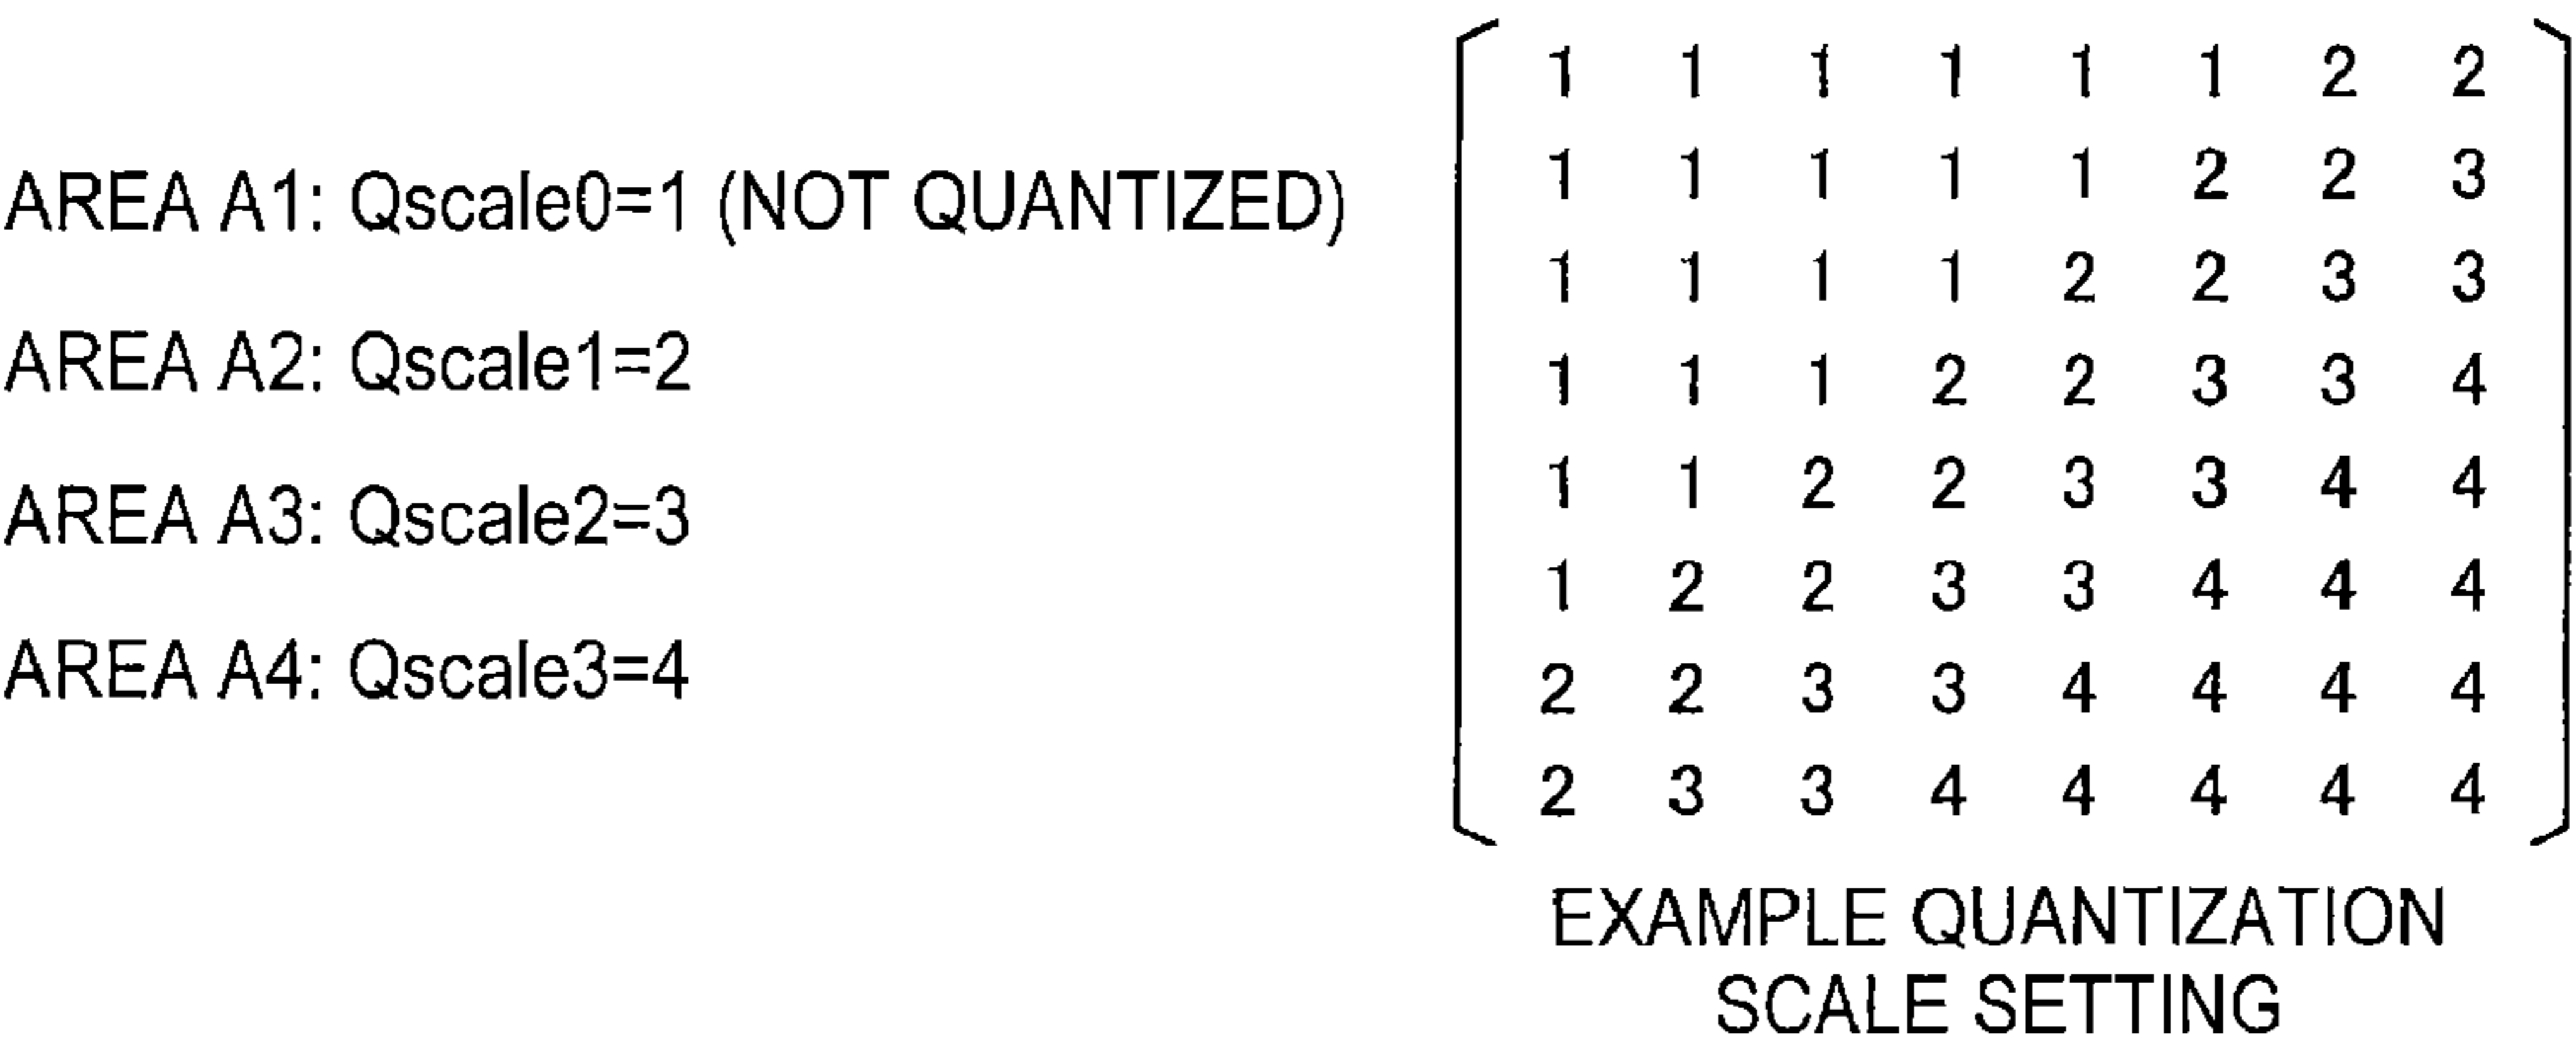 AREA A1: Qscale0=1 (NOT QUANTIZED)
AREA A2: Qscale1=2
AREA A3: Qscale2=3
AREA A4: Qscale3=4
1 1 1 1 1 1 2 2
1 1 1 1 1 2 2 3
1 1 1 1 2 2 3 3
1 1 1 2 2 3 3 4
1 1 2 2 3 3 4 4
1 2 2 3 3 4 4 4
2 2 3 3 4 4 4 4
2 3 3 4 4 4 4 4
EXAMPLE QUANTIZATION
SCALE SETTING